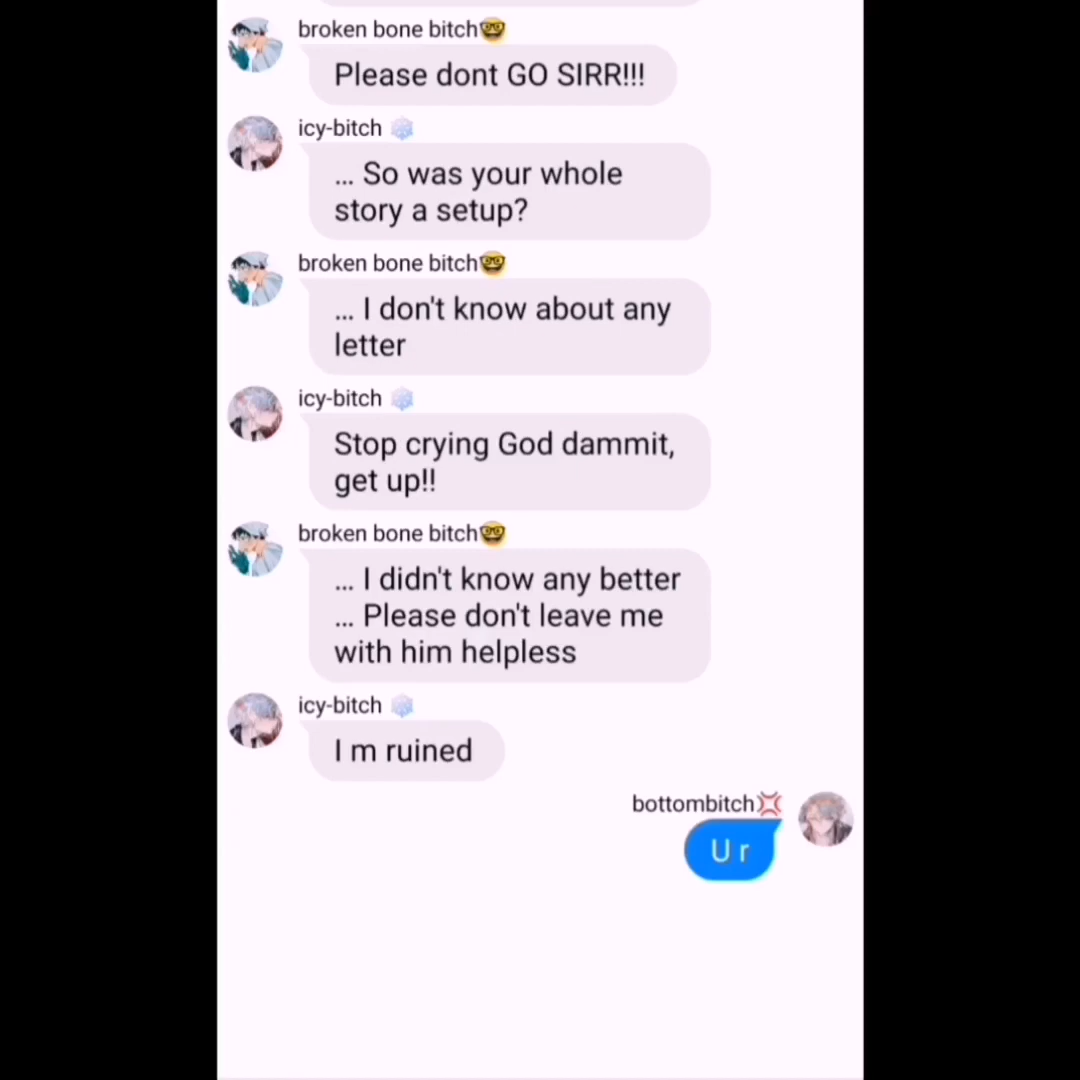 broken bone bitch🤓
Please dont GO SIRR!!!
icy-bitch ❄️
... So was your whole
story a setup?
broken bone bitch🤓
... I don't know about any
letter
icy-bitch ❄️
Stop crying God dammit,
get up!!
broken bone bitch🤓
... I didn't know any better
... Please don't leave me
with him helpless
icy-bitch ❄️
I m ruined
bottombitch💢
U r